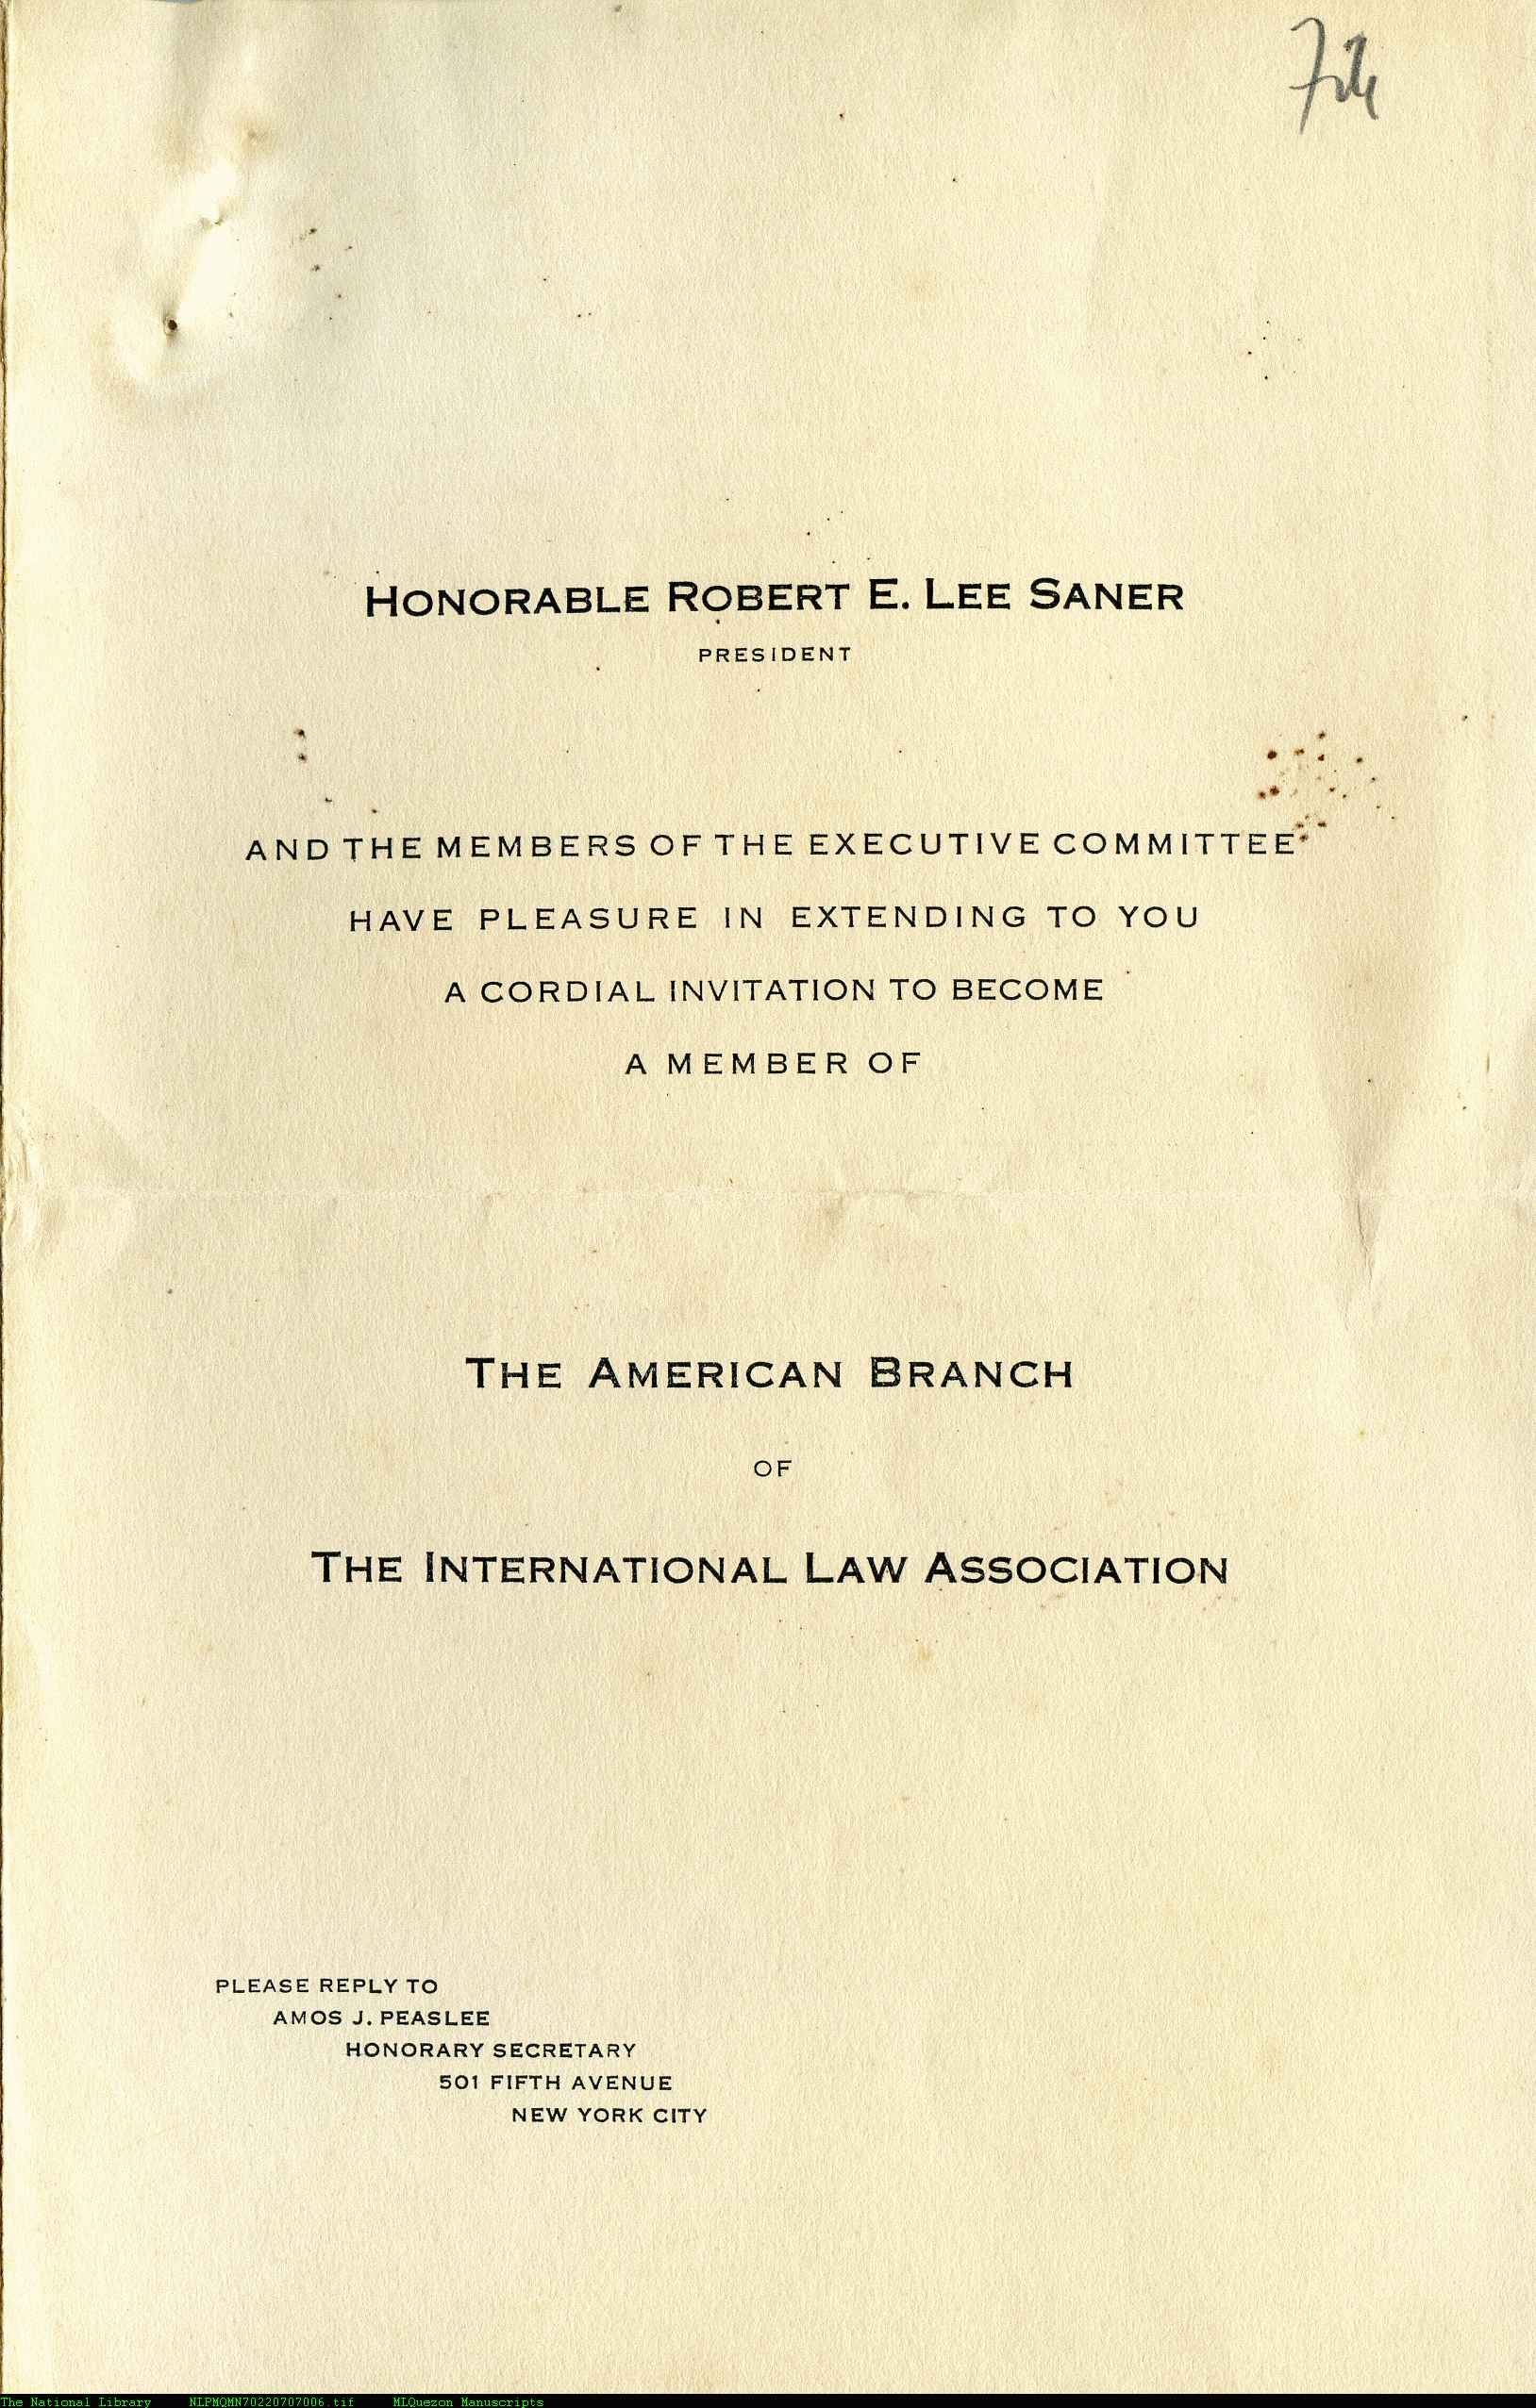 File
HONORABLE ROBERT E. LEE SANER
PRESIDENT
AND THE MEMBERS OF THE EXECUTIVE COMMITTEE
HAVE PLEASURE IN EXTENDING TO YOU
A CORDIAL INVITATION TO BECOME
A MEMBER OF
THE AMERICAN BRANCH
OF
THE INTERNATIONAL LAW ASSOCIATION
PLEASE REPLY TO
AMOS J. PEASLEE
HONORARY SECRETARY
501 FIFTH AVENUE
NEW YORK CITY
The National Library NLPMQMN70220707006.tif MLQuezon Manuscripts